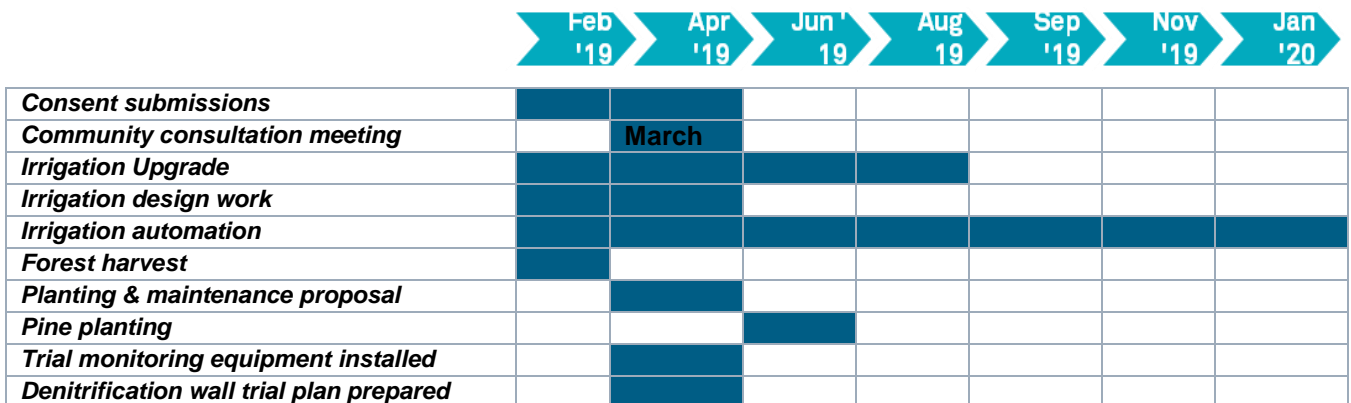 Feb Apr Jun ' Aug Sep Nov Jan
'19 '19 19 19 '19 '19 '20
Consent submissions
Community consultation meeting March
Irrigation Upgrade
Irrigation design work
Irrigation automation
Forest harvest
Planting & maintenance proposal
Pine planting
Trial monitoring equipment installed
Denitrification wall trial plan prepared